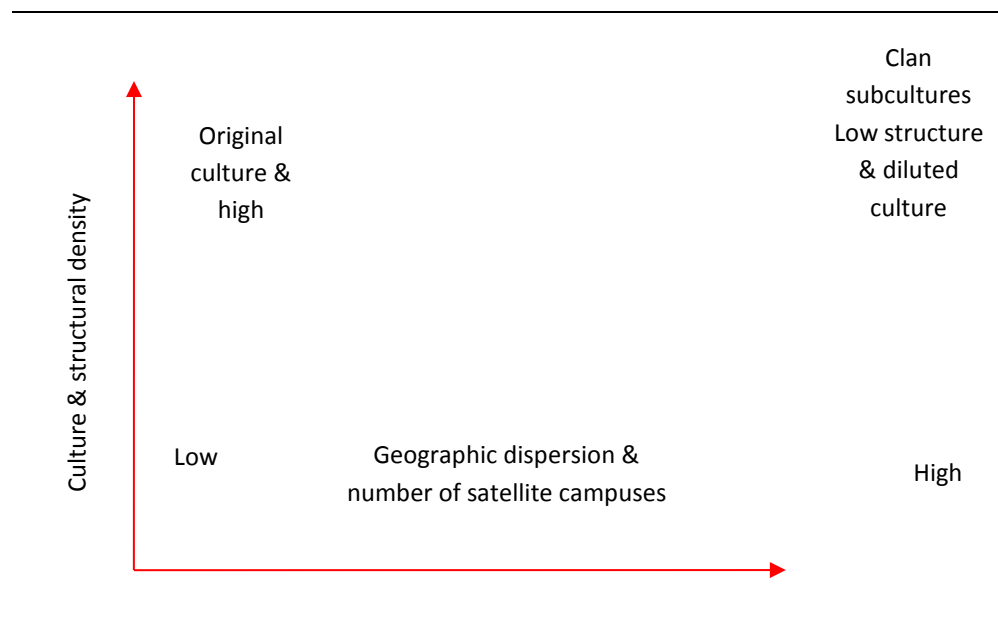 Clan
subcultures
Low structure
& diluted
culture
Original
culture &
high
Culture & structural density
Low
Geographic dispersion &
number of satellite campuses
High